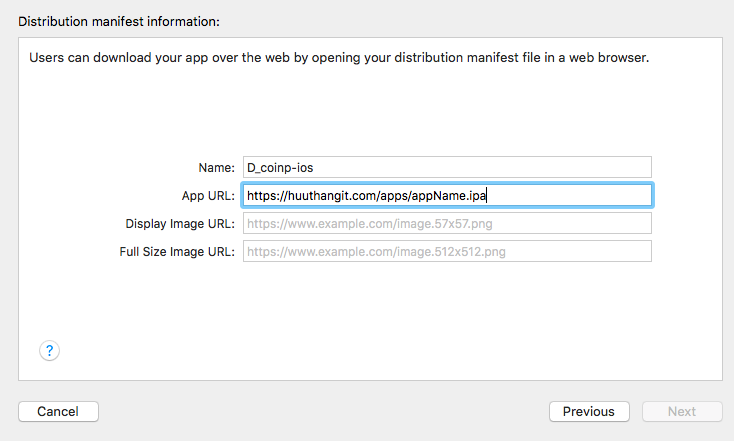 Distribution manifest information:
Users can download your app over the web by opening your distribution manifest file in a web browser.
Name: D_coinp-ios
App URL: https://huuthangit.com/apps/appName.ipa
Display Image URL: https://www.example.com/image.57x57.png
Full Size Image URL: https://www.example.com/image.512x512.png
?
Cancel Previous Next